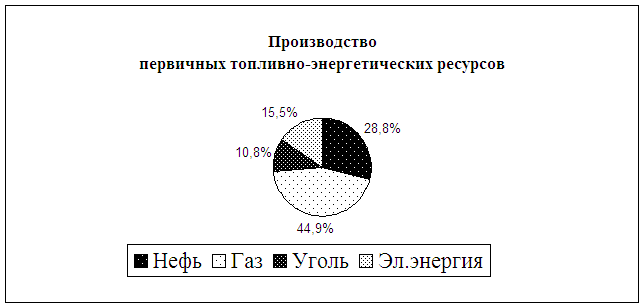 Производство
первичных топливно-энергетических ресурсов
15,5%
28,8%
10,8%
44,9%
Нефь Газ Уголь Эл.энергия